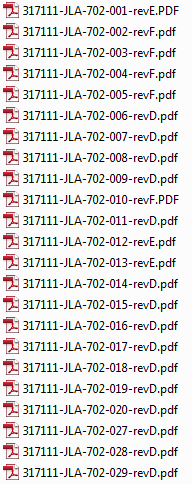 317111-JLA-702-001-revE.PDF
317111-JLA-702-002-revF.pdf
317111-JLA-702-003-revF.pdf
317111-JLA-702-004-revF.pdf
317111-JLA-702-005-revF.pdf
317111-JLA-702-006-revD.pdf
317111-JLA-702-007-revD.pdf
317111-JLA-702-008-revD.pdf
317111-JLA-702-009-revD.pdf
317111-JLA-702-010-revF.PDF
317111-JLA-702-011-revD.pdf
317111-JLA-702-012-revE.pdf
317111-JLA-702-013-revE.pdf
317111-JLA-702-014-revD.pdf
317111-JLA-702-015-revD.pdf
317111-JLA-702-016-revD.pdf
317111-JLA-702-017-revD.pdf
317111-JLA-702-018-revD.pdf
317111-JLA-702-019-revD.pdf
317111-JLA-702-020-revD.pdf
317111-JLA-702-027-revD.pdf
317111-JLA-702-028-revD.pdf
317111-JLA-702-029-revD.pdf